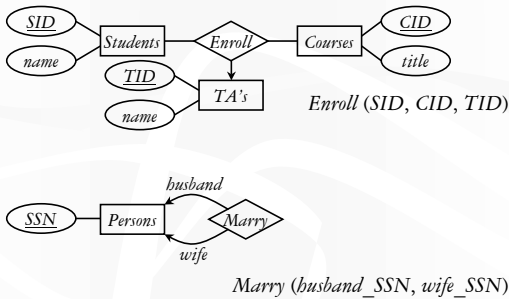 SID
Students
Enroll
Courses
CID
name
title
TID
TA's
name
Enroll (SID, CID, TID)
husband
SSN
Persons
Marry
wife
Marry (husband_SSN, wife_SSN)